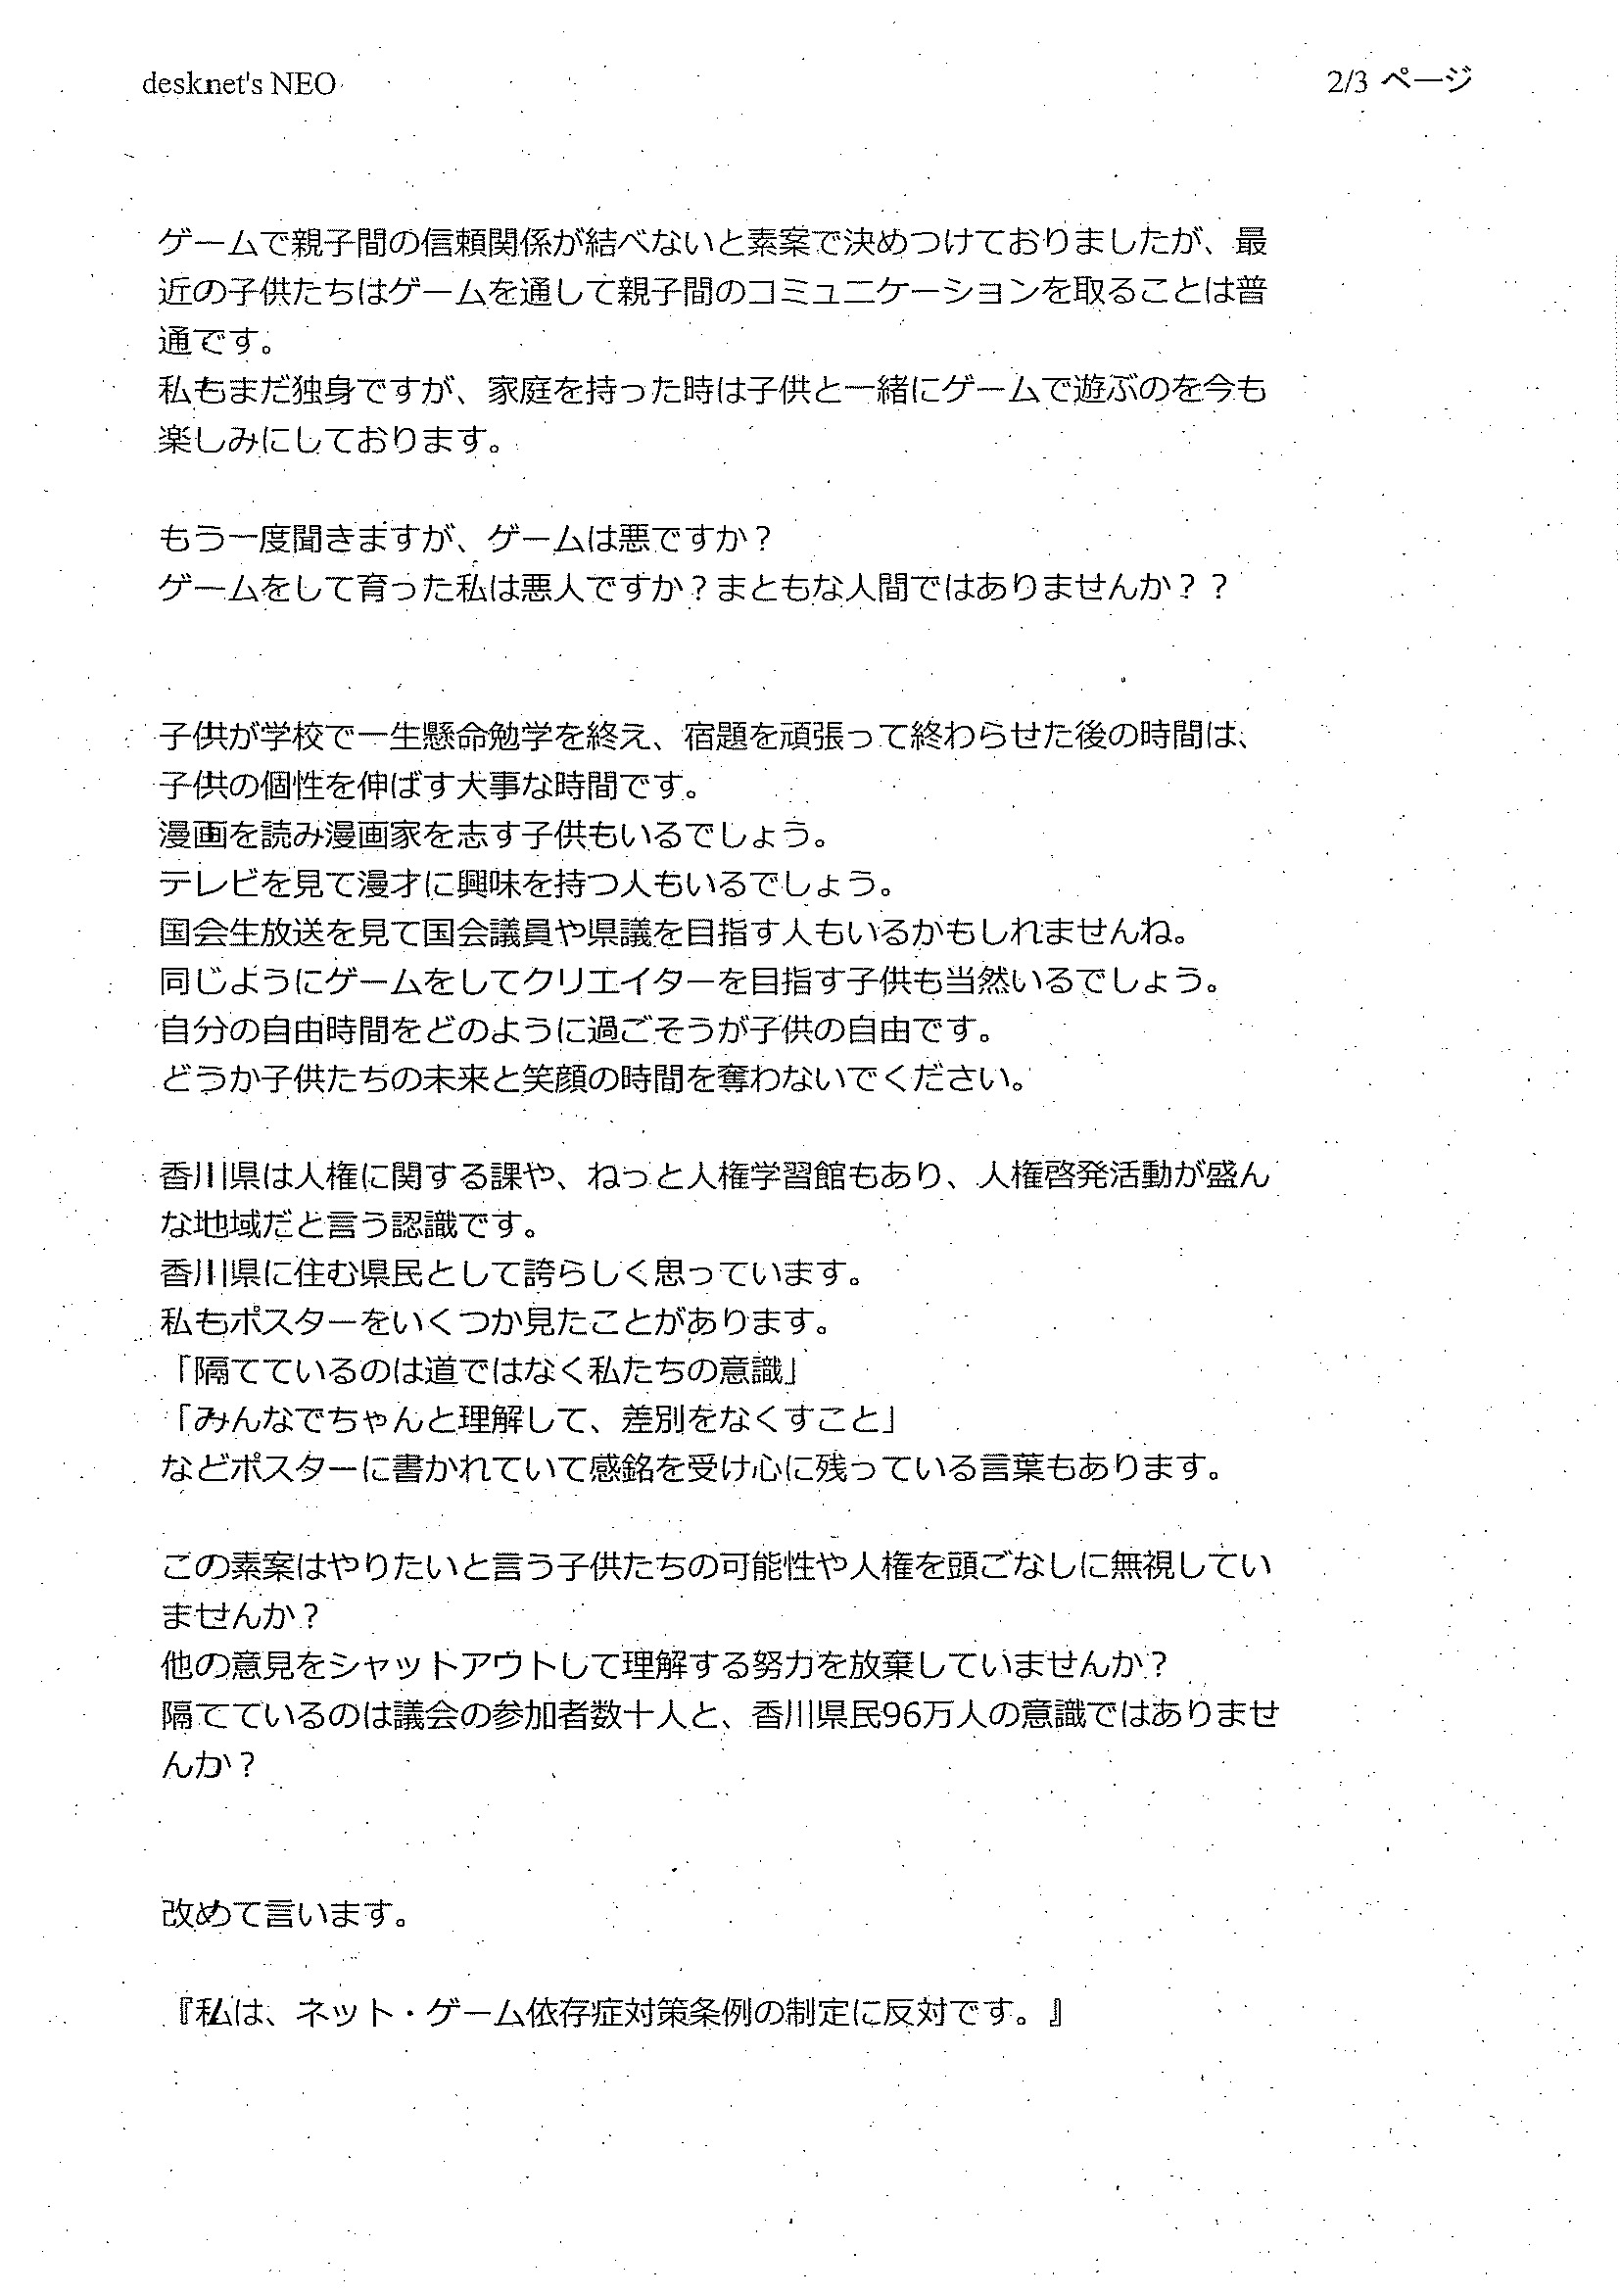 desknet's NEO
2/3 ページ
ゲームで親子間の信頼関係が結べないと素案で決めつけておりましたが、最
近の子供たちはゲームを通して親子間のコミュニケーションを取ることは普
通です。
私もまだ独身ですが、家庭を持った時は子供と一緒にゲームで遊ぶのを今も
楽しみにしております。
もう一度聞きますが、ゲームは悪ですか？
ゲームをして育った私は悪人ですか？まともな人間ではありませんか？？
子供が学校で一生懸命勉学を終え、宿題を頑張って終わらせた後の時間は、
子供の個性を伸ばす大事な時間です。
漫画を読み漫画家を志す子供もいるでしょう。
テレビを見て漫才に興味を持つ人もいるでしょう。
国会生放送を見て国会議員や県議を目指す人もいるかもしれませんね。
同じようにゲームをしてクリエイターを目指す子供も当然いるでしょう。
自分の自由時間をどのように過ごそうが子供の自由です。
どうか子供たちの未来と笑顔の時間を奪わないでください。
香川県は人権に関する課や、ねっと人権学習館もあり、人権啓発活動が盛ん
な地域だと言う認識です。
香川県に住む県民として誇らしく思っています。
私もポスターをいくつか見たことがあります。
「隔てているのは道ではなく私たちの意識」
「みんなでちゃんと理解して、差別をなくすこと」
などポスターに書かれていて感銘を受け心に残っている言葉もあります。
この素案はやりたいと言う子供たちの可能性や人権を頭ごなしに無視してい
ませんか？
他の意見をシャットアウトして理解する努力を放棄していませんか？
隔てているのは議会の参加者数十人と、香川県民96万人の意識ではありませ
んか？
改めて言います。
『私は、ネット・ゲーム依存症対策条例の制定に反対です。』